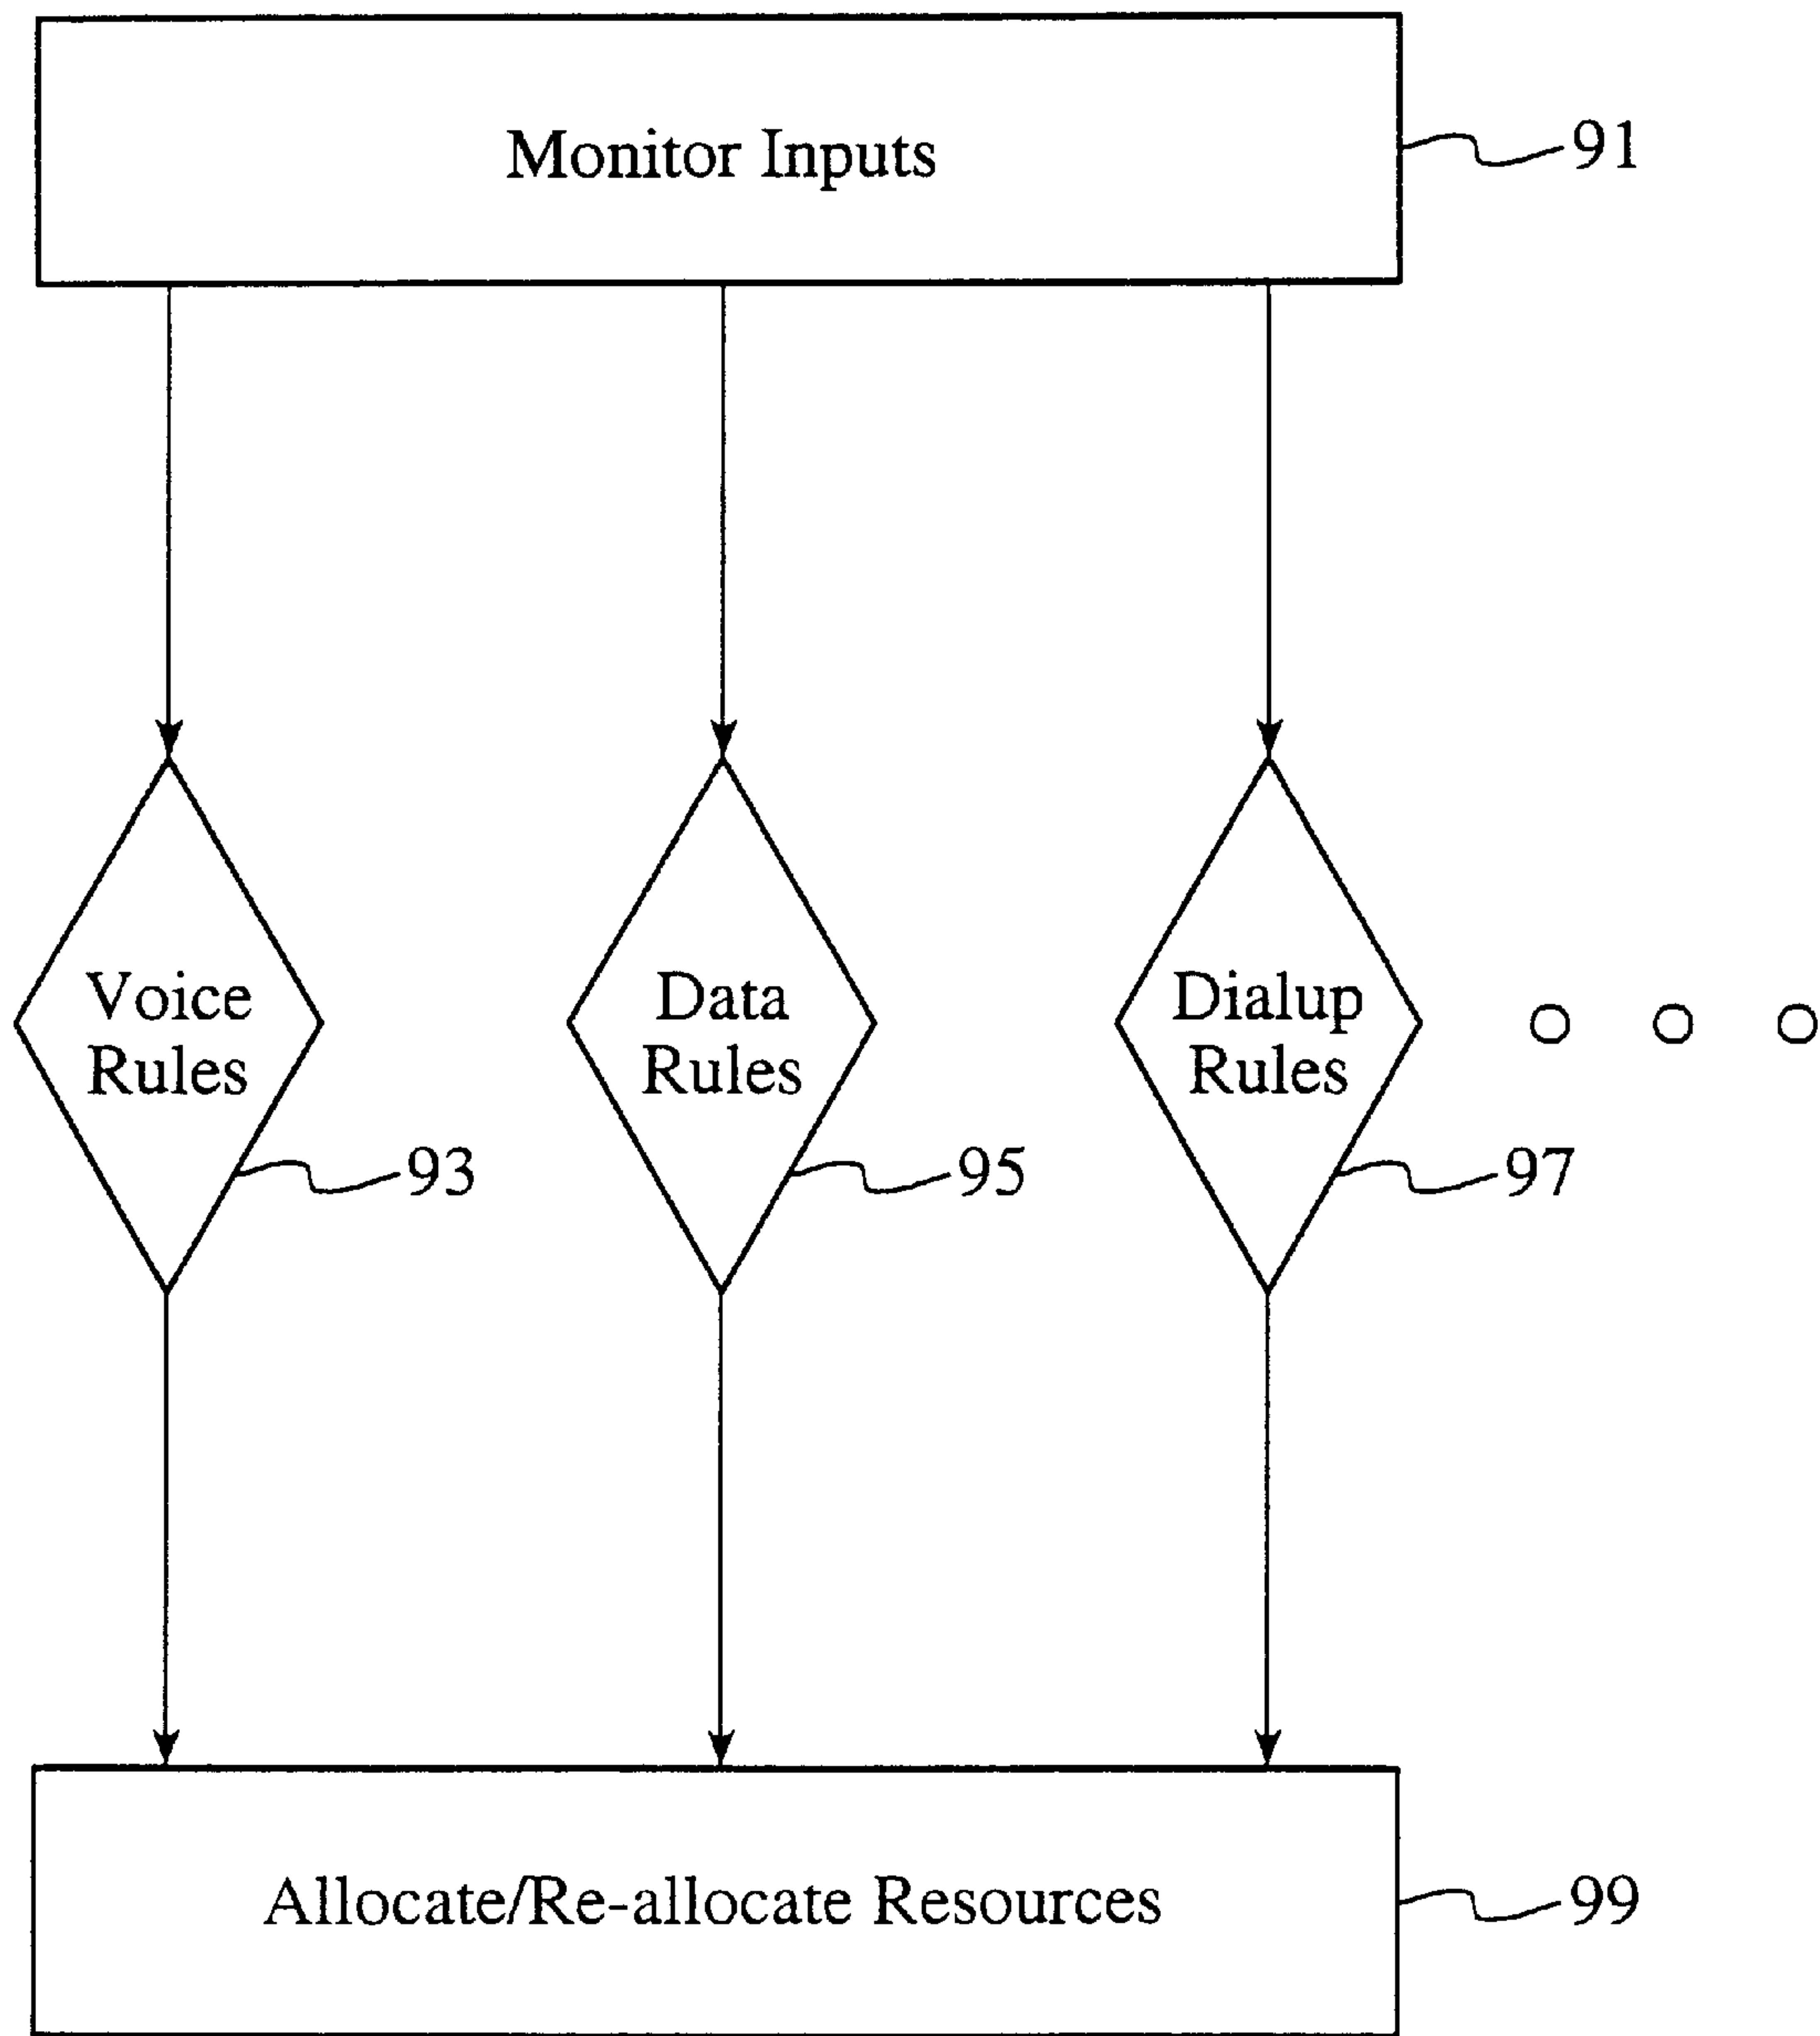 Monitor Inputs
91
Voice
Rules
Data
Rules
Dialup
Rules
93
95
97
Allocate/Re-allocate Resources
99